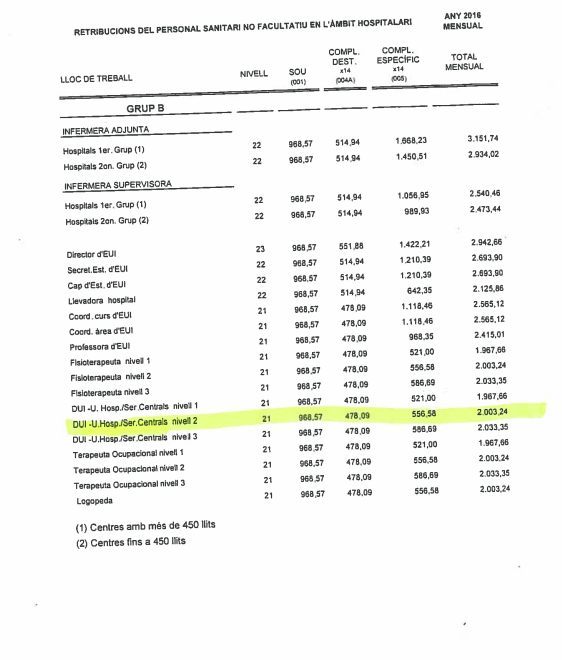 RETRIBUCIONS DEL PERSONAL SANITARI NO FACULTATIU EN L'ÀMBIT HOSPITALARI
ANY 2016
MENSUAL
LLOC DE TREBALL NIVELL SOU (001) COMPL. DEST. x14 (004A) COMPL. ESPECÍFIC x14 (005) TOTAL MENSUAL
GRUP B
INFERMERA ADJUNTA
Hospitals 1er. Grup (1) 22 968,57 514,94 1.668,23 3.151,74
Hospitals 2on. Grup (2) 22 968,57 514,94 1.450,51 2.934,02
INFERMERA SUPERVISORA
Hospitals 1er. Grup (1) 22 968,57 514,94 1.056,95 2.540,46
Hospitals 2on. Grup (2) 22 968,57 514,94 989,93 2.473,44
Director d'EUI 23 968,57 551,88 1.422,21 2.942,66
Secret.Est. d'EUI 22 968,57 514,94 1.210,39 2.693,90
Cap d'Est. d'EUI 22 968,57 514,94 1.210,39 2.693,90
Llevadora hospital 22 968,57 514,94 642,35 2.125,86
Coord. curs d'EUI 21 968,57 478,09 1.118,46 2.565,12
Coord. àrea d'EUI 21 968,57 478,09 1.118,46 2.565,12
Professora d'EUI 21 968,57 478,09 968,35 2.415,01
Fisioterapeuta nivell 1 21 968,57 478,09 521,00 1.967,66
Fisioterapeuta nivell 2 21 968,57 478,09 556,58 2.003,24
Fisioterapeuta nivell 3 21 968,57 478,09 586,69 2.033,35
DUI -U. Hosp./Ser.Centrals nivell 1 21 968,57 478,09 521,00 1.967,66
DUI -U.Hosp./Ser.Centrals nivell 2 21 968,57 478,09 556,58 2.003,24
DUI -U.Hosp./Ser.Centrals nivell 3 21 968,57 478,09 586,69 2.033,35
Terapeuta Ocupacional nivell 1 21 968,57 478,09 521,00 1.967,66
Terapeuta Ocupacional nivell 2 21 968,57 478,09 556,58 2.003,24
Terapeuta Ocupacional nivell 3 21 968,57 478,09 586,69 2.033,35
Logopeda 21 968,57 478,09 556,58 2.003,24
(1) Centres amb més de 450 llits
(2) Centres fins a 450 llits